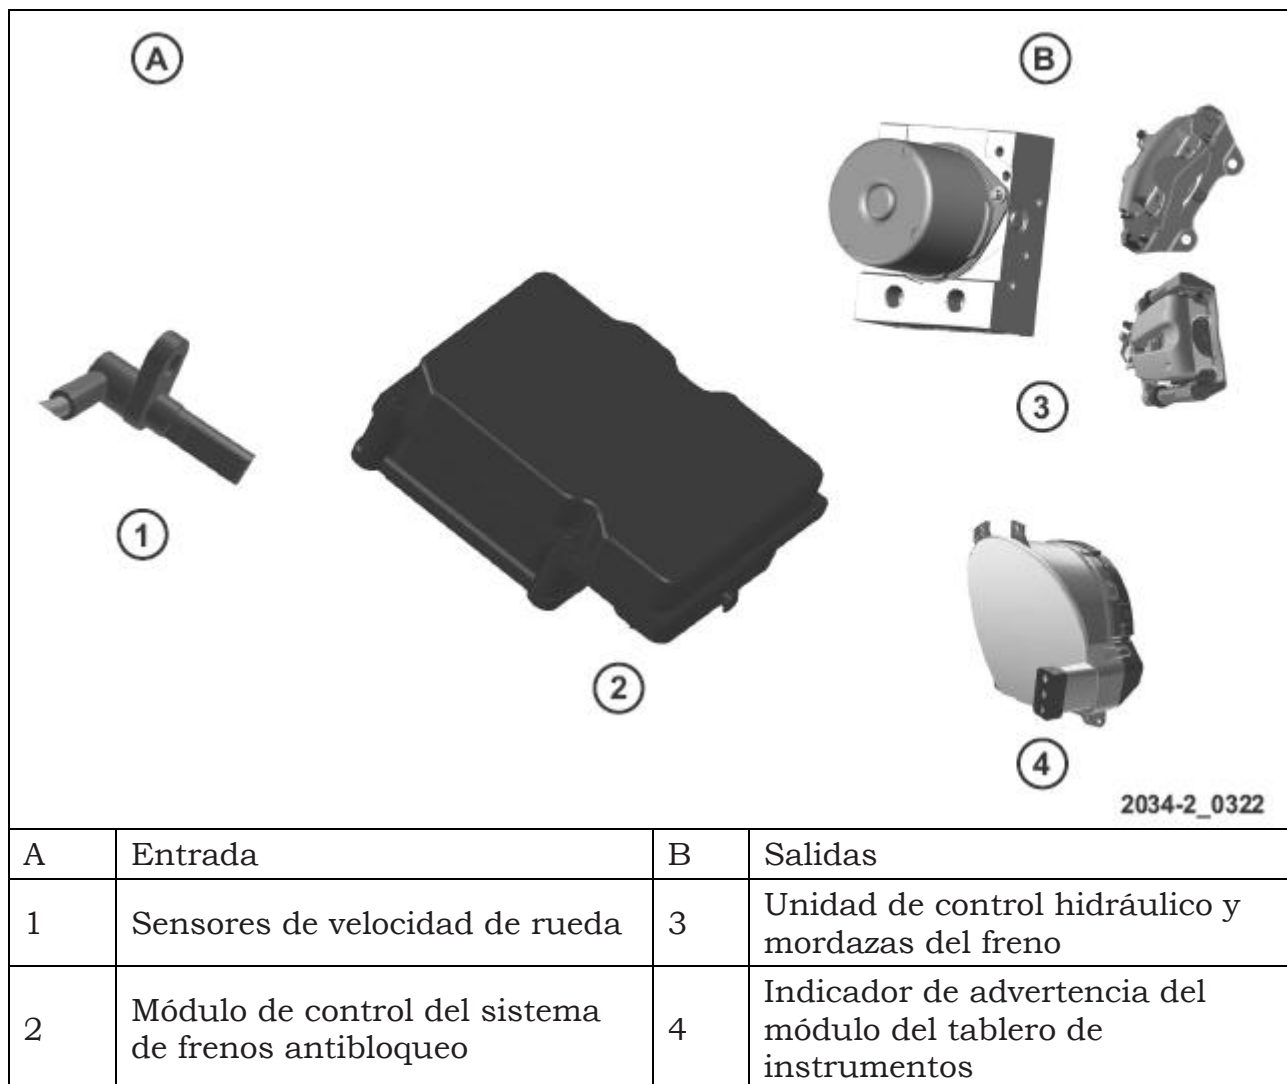 A
B
3
1
2
4
2034-2_0322
A
Entrada
B
Salidas
1
Sensores de velocidad de rueda
3
Unidad de control hidráulico y
mordazas del freno
2
Módulo de control del sistema
de frenos antibloqueo
4
Indicador de advertencia del
módulo del tablero de
instrumentos